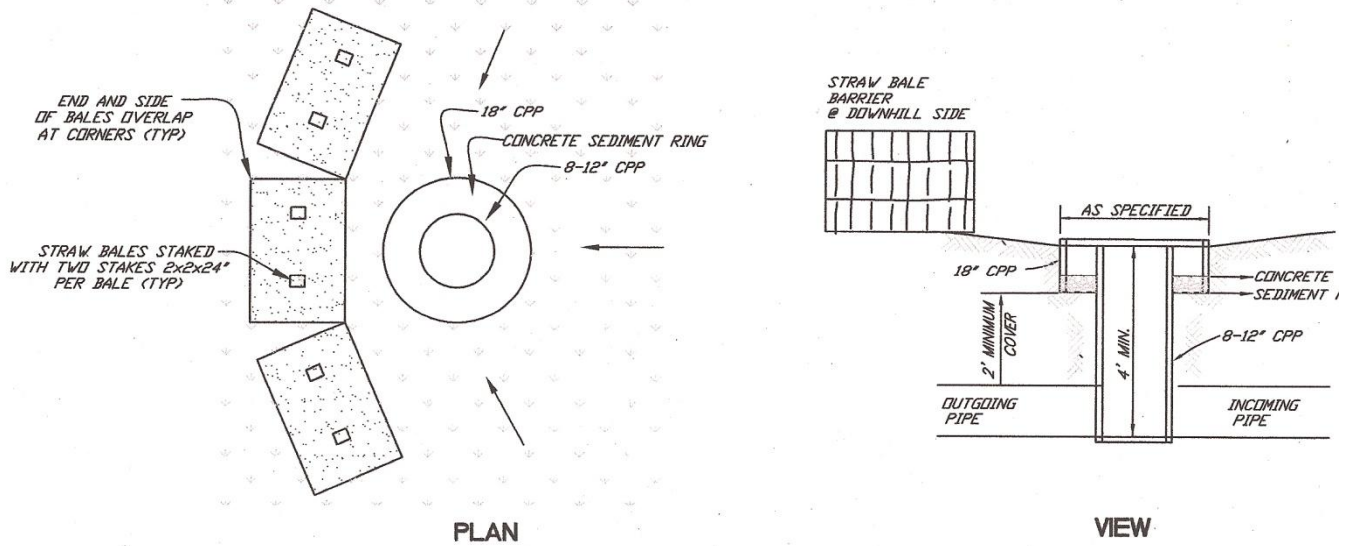 END AND SIDE
OF BALES OVERLAP
AT CORNERS (TYP)
18" CPP
CONCRETE SEDIMENT RING
8-12" CPP
STRAW BALES STAKED
WITH TWO STAKES 2x2x24"
PER BALE (TYP)
PLAN
STRAW BALE
BARRIER
@ DOWNHILL SIDE
AS SPECIFIED
18" CPP
CONCRETE
SEDIMENT
2' MINIMUM
COVER
4' MIN.
8-12" CPP
OUTGOING
PIPE
INCOMING
PIPE
VIEW